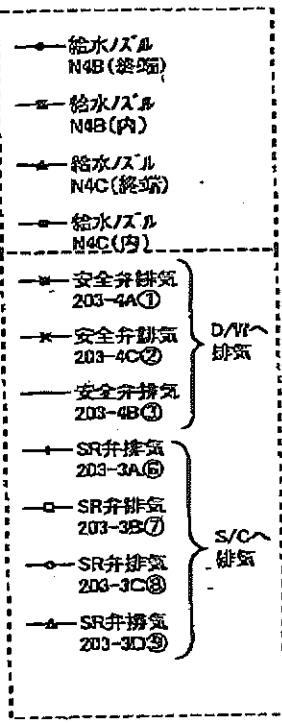 給水ノズル
N4B(終端)
給水ノズル
N4B(内)
給水ノズル
N4C(終端)
給水ノズル
N4C(内)
安全弁排気
203-4A①
安全弁排気
203-4C②
安全弁排気
203-4B③
D/Wへ
排気
SR弁排気
203-3A⑥
SR弁排気
203-3B⑦
SR弁排気
203-3C⑧
SR弁排気
203-3D⑨
S/Cへ
排気